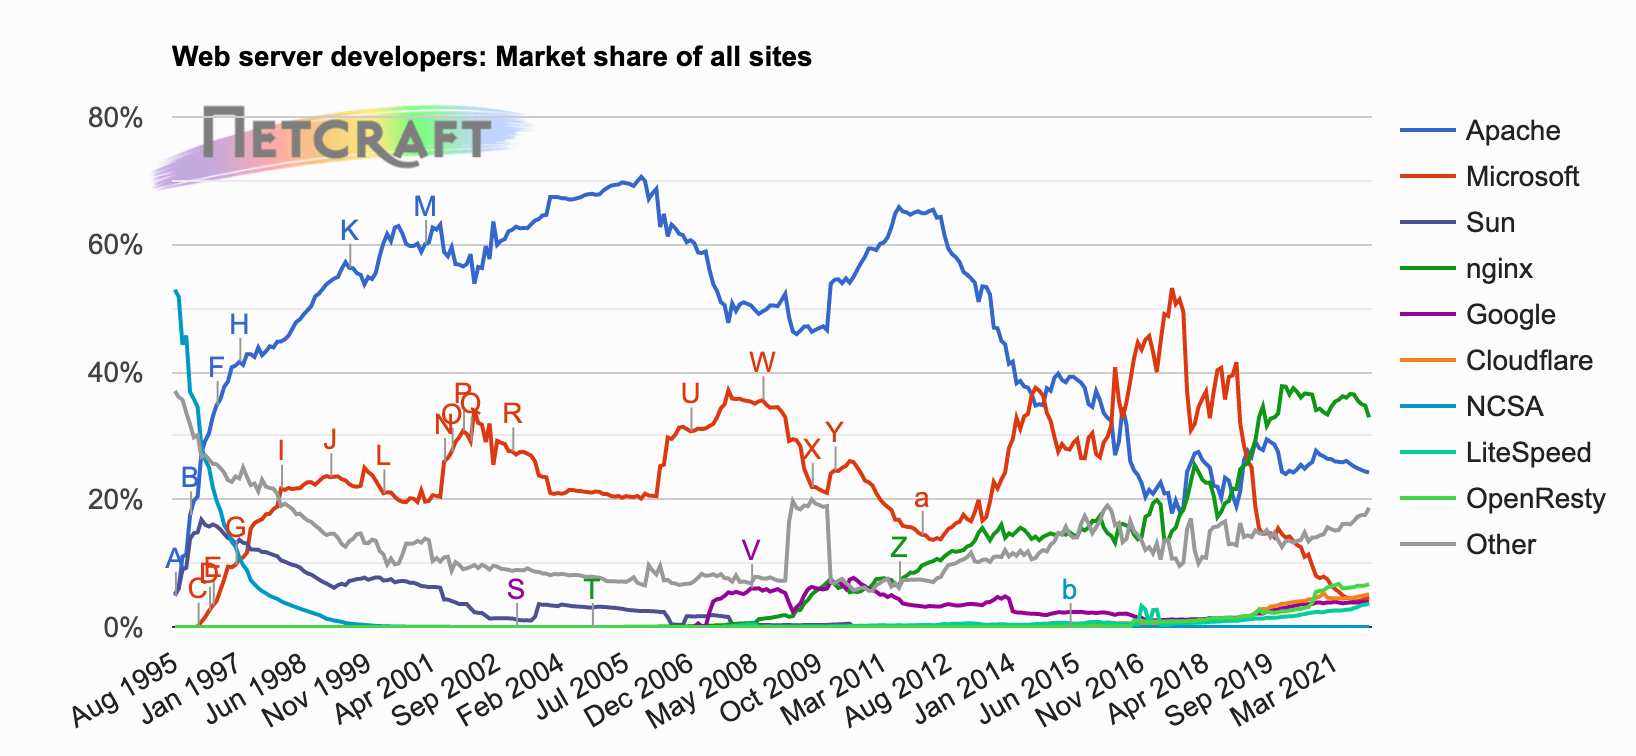 Web server developers: Market share of all sites
NETCRAFT
80%
60%
40%
20%
0%
A
B
C
D
E
F
G
H
I
J
K
L
M
N
O
P
Q
R
S
T
U
V
W
X
Y
Z
a
b
Aug 1995
Jan 1997
Jun 1998
Nov 1999
Apr 2001
Sep 2002
Feb 2004
Jul 2005
Dec 2006
May 2008
Oct 2009
Mar 2011
Aug 2012
Jan 2014
Jun 2015
Nov 2016
Apr 2018
Sep 2019
Mar 2021
Apache
Microsoft
Sun
nginx
Google
Cloudflare
NCSA
LiteSpeed
OpenResty
Other